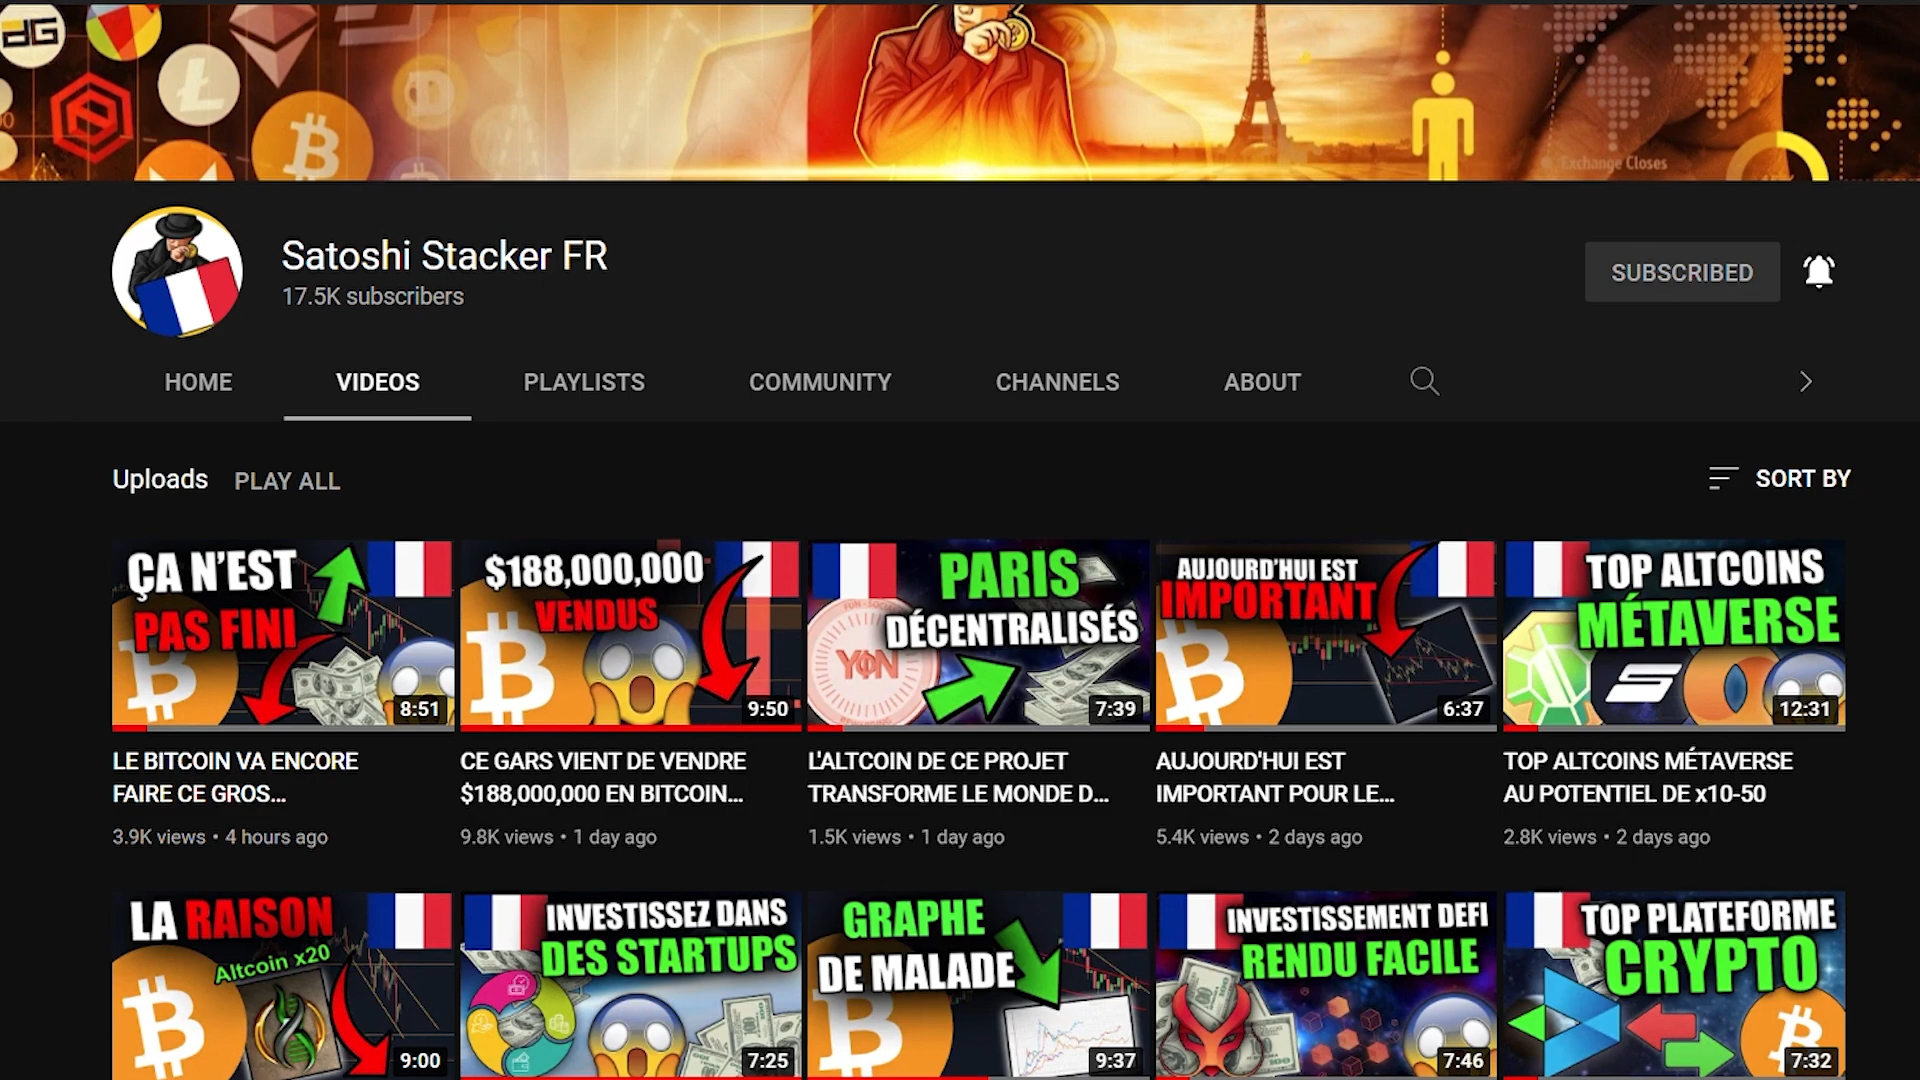 dG
Exchange Closes
Satoshi Stacker FR
17.5K subscribers
SUBSCRIBED
HOME
VIDEOS
PLAYLISTS
COMMUNITY
CHANNELS
ABOUT
Uploads
PLAY ALL
SORT BY
ÇA N'EST
PAS FINI
8:51
$188,000,000
VENDUS
9:50
PARIS
DÉCENTRALISÉS
7:39
AUJOURD'HUI EST
IMPORTANT
6:37
TOP ALTCOINS
MÉTAVERSE
12:31
LE BITCOIN VA ENCORE
FAIRE CE GROS...
3.9K views • 4 hours ago
CE GARS VIENT DE VENDRE
$188,000,000 EN BITCOIN...
9.8K views • 1 day ago
L'ALTCOIN DE CE PROJET
TRANSFORME LE MONDE D...
1.5K views • 1 day ago
AUJOURD'HUI EST
IMPORTANT POUR LE...
5.4K views • 2 days ago
TOP ALTCOINS MÉTAVERSE
AU POTENTIEL DE x10-50
2.8K views • 2 days ago
LA RAISON
Altcoin x20
9:00
INVESTISSEZ DANS
DES STARTUPS
7:25
GRAPHE
DE MALADE
9:37
INVESTISSEMENT DEFI
RENDU FACILE
7:46
TOP PLATEFORME
CRYPTO
7:32